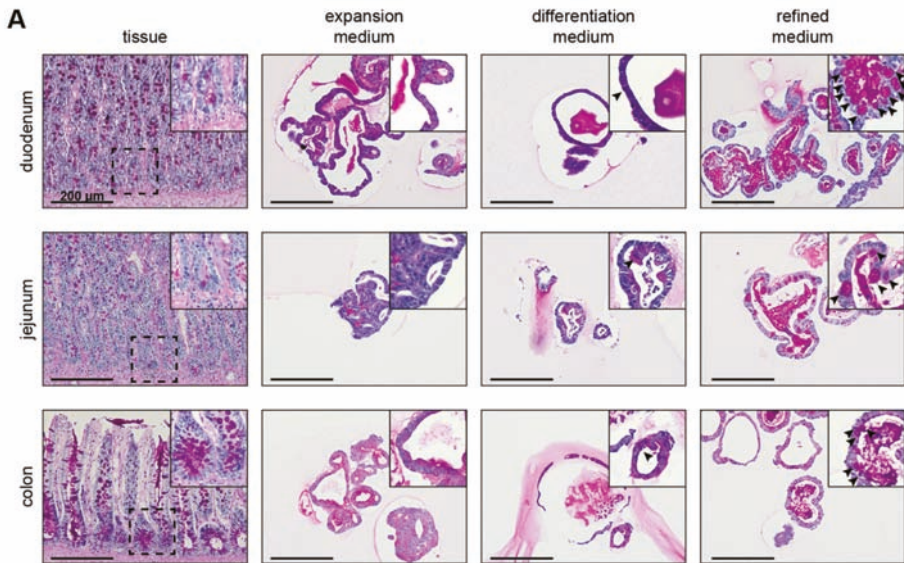 A
tissue
expansion
medium
differentiation
medium
refined
medium
duodenum
200 µm
jejunum
colon